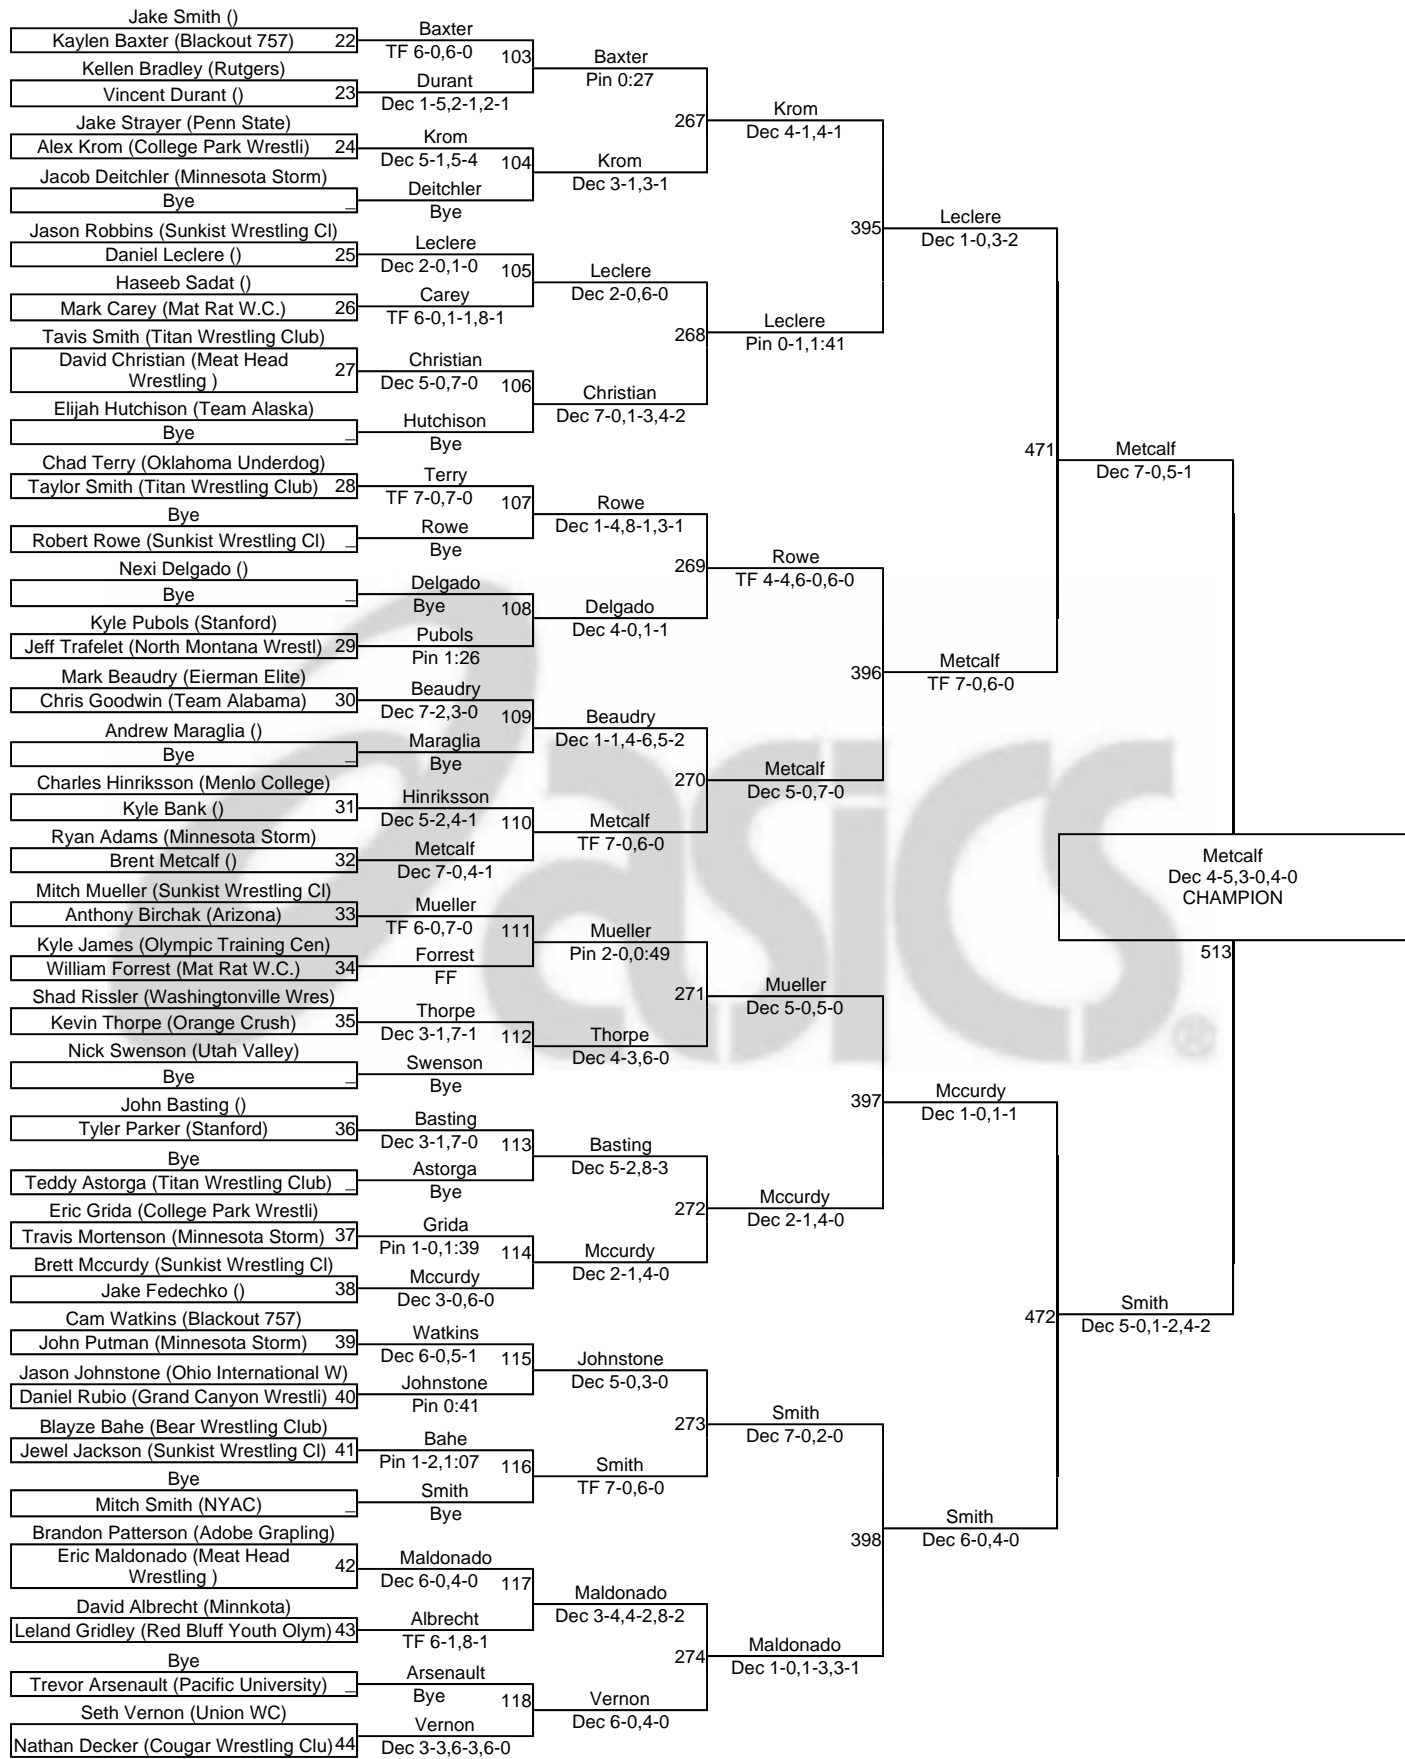 Jake Smith ()
Kaylen Baxter (Blackout 757) 22
Kellen Bradley (Rutgers)
Vincent Durant () 23
Jake Strayer (Penn State)
Alex Krom (College Park Wrestli) 24
Jacob Deitchler (Minnesota Storm)
Bye _
Jason Robbins (Sunkist Wrestling Cl)
Daniel Leclere () 25
Haseeb Sadat ()
Mark Carey (Mat Rat W.C.) 26
Tavis Smith (Titan Wrestling Club)
David Christian (Meat Head
Wrestling ) 27
Elijah Hutchison (Team Alaska)
Bye _
Chad Terry (Oklahoma Underdog)
Taylor Smith (Titan Wrestling Club) 28
Bye
Robert Rowe (Sunkist Wrestling Cl) _
Nexi Delgado ()
Bye _
Kyle Pubols (Stanford)
Jeff Trafelet (North Montana Wrestl) 29
Mark Beaudry (Eierman Elite)
Chris Goodwin (Team Alabama) 30
Andrew Maraglia ()
Bye _
Charles Hinriksson (Menlo College)
Kyle Bank () 31
Ryan Adams (Minnesota Storm)
Brent Metcalf () 32
Mitch Mueller (Sunkist Wrestling Cl)
Anthony Birchak (Arizona) 33
Kyle James (Olympic Training Cen)
William Forrest (Mat Rat W.C.) 34
Shad Rissler (Washingtonville Wres)
Kevin Thorpe (Orange Crush) 35
Nick Swenson (Utah Valley)
Bye _
John Basting ()
Tyler Parker (Stanford) 36
Bye
Teddy Astorga (Titan Wrestling Club) _
Eric Grida (College Park Wrestli)
Travis Mortenson (Minnesota Storm) 37
Brett Mccurdy (Sunkist Wrestling Cl)
Jake Fedechko () 38
Cam Watkins (Blackout 757)
John Putman (Minnesota Storm) 39
Jason Johnstone (Ohio International W)
Daniel Rubio (Grand Canyon Wrestli) 40
Blayze Bahe (Bear Wrestling Club)
Jewel Jackson (Sunkist Wrestling Cl) 41
Bye
Mitch Smith (NYAC) _
Brandon Patterson (Adobe Grapling)
Eric Maldonado (Meat Head
Wrestling ) 42
David Albrecht (Minnkota)
Leland Gridley (Red Bluff Youth Olym) 43
Bye
Trevor Arsenault (Pacific University) _
Seth Vernon (Union WC)
Nathan Decker (Cougar Wrestling Clu) 44
Baxter
TF 6-0,6-0
103
Durant
Dec 1-5,2-1,2-1
Krom
Dec 5-1,5-4
104
Deitchler
Bye
Leclere
Dec 2-0,1-0
105
Carey
TF 6-0,1-1,8-1
Christian
Dec 5-0,7-0
106
Hutchison
Bye
Terry
TF 7-0,7-0
107
Rowe
Bye
Delgado
Bye
108
Pubols
Pin 1:26
Beaudry
Dec 7-2,3-0
109
Maraglia
Bye
Hinriksson
Dec 5-2,4-1
110
Metcalf
Dec 7-0,4-1
Mueller
TF 6-0,7-0
111
Forrest
FF
Thorpe
Dec 3-1,7-1
112
Swenson
Bye
Basting
Dec 3-1,7-0
113
Astorga
Bye
Grida
Pin 1-0,1:39
114
Mccurdy
Dec 3-0,6-0
Watkins
Dec 6-0,5-1
115
Johnstone
Pin 0:41
Bahe
Pin 1-2,1:07
116
Smith
Bye
Maldonado
Dec 6-0,4-0
117
Albrecht
TF 6-1,8-1
Arsenault
Bye
118
Vernon
Dec 3-3,6-3,6-0
Baxter
Pin 0:27
267
Krom
Dec 3-1,3-1
Leclere
Dec 2-0,6-0
268
Christian
Dec 7-0,1-3,4-2
Rowe
Dec 1-4,8-1,3-1
269
Delgado
Dec 4-0,1-1
Beaudry
Dec 1-1,4-6,5-2
270
Metcalf
TF 7-0,6-0
Mueller
Pin 2-0,0:49
271
Thorpe
Dec 4-3,6-0
Basting
Dec 5-2,8-3
272
Mccurdy
Dec 2-1,4-0
Johnstone
Dec 5-0,3-0
273
Smith
TF 7-0,6-0
Maldonado
Dec 3-4,4-2,8-2
274
Vernon
Dec 6-0,4-0
Krom
Dec 4-1,4-1
395
Leclere
Pin 0-1,1:41
Rowe
TF 4-4,6-0,6-0
396
Metcalf
Dec 5-0,7-0
Mueller
Dec 5-0,5-0
397
Mccurdy
Dec 2-1,4-0
Smith
Dec 7-0,2-0
398
Maldonado
Dec 1-0,1-3,3-1
Leclere
Dec 1-0,3-2
471
Metcalf
TF 7-0,6-0
Mccurdy
Dec 1-0,1-1
472
Smith
Dec 6-0,4-0
Metcalf
Dec 7-0,5-1
Metcalf
Dec 4-5,3-0,4-0
CHAMPION
513
Smith
Dec 5-0,1-2,4-2
asics®